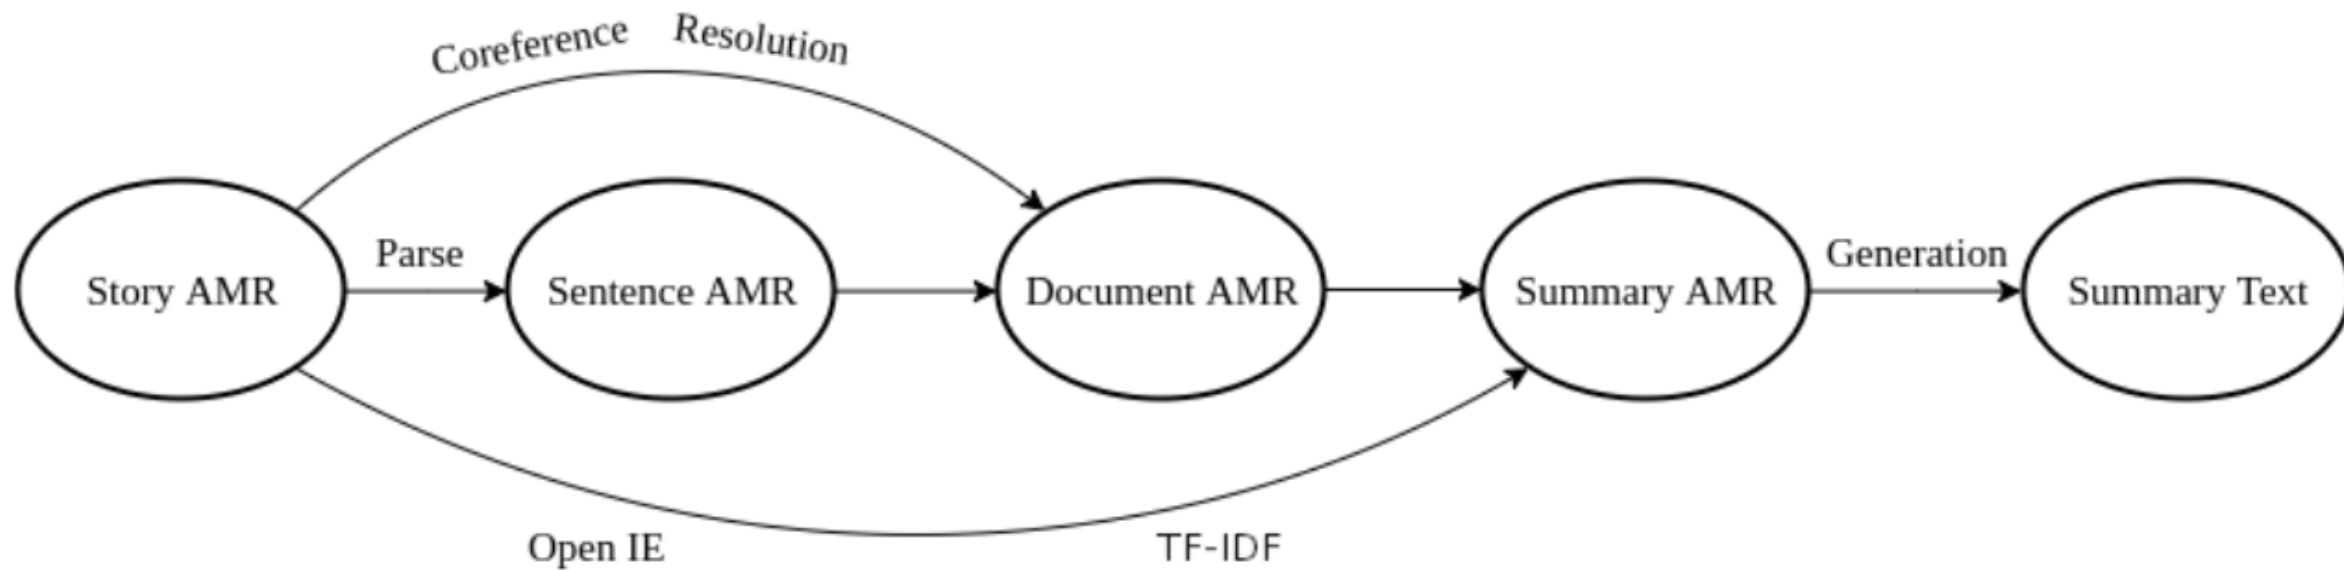 Coreference Resolution
Parse
Generation
Story AMR
Sentence AMR
Document AMR
Summary AMR
Summary Text
Open IE
TF-IDF